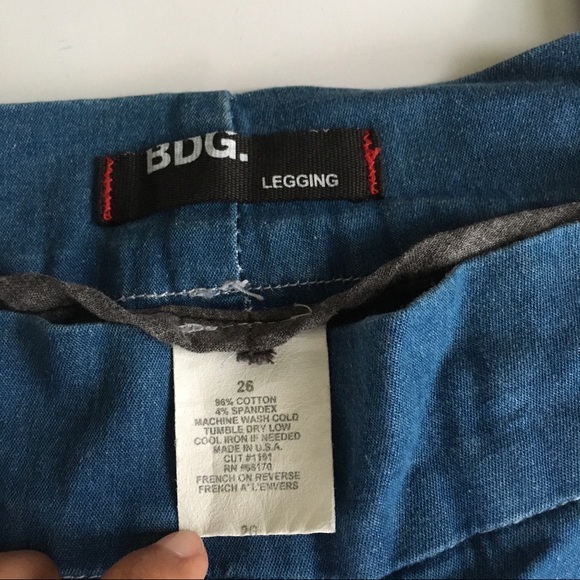 BDG.
LEGGING
26
96% COTTON
4% SPANDEX
MACHINE WASH COLD
TUMBLE DRY LOW
COOL IRON IF NEEDED
MADE IN U.S.A.
CUT #1191
RN #66170
FRENCH ON REVERSE
FRENCH A' L'ENVERS